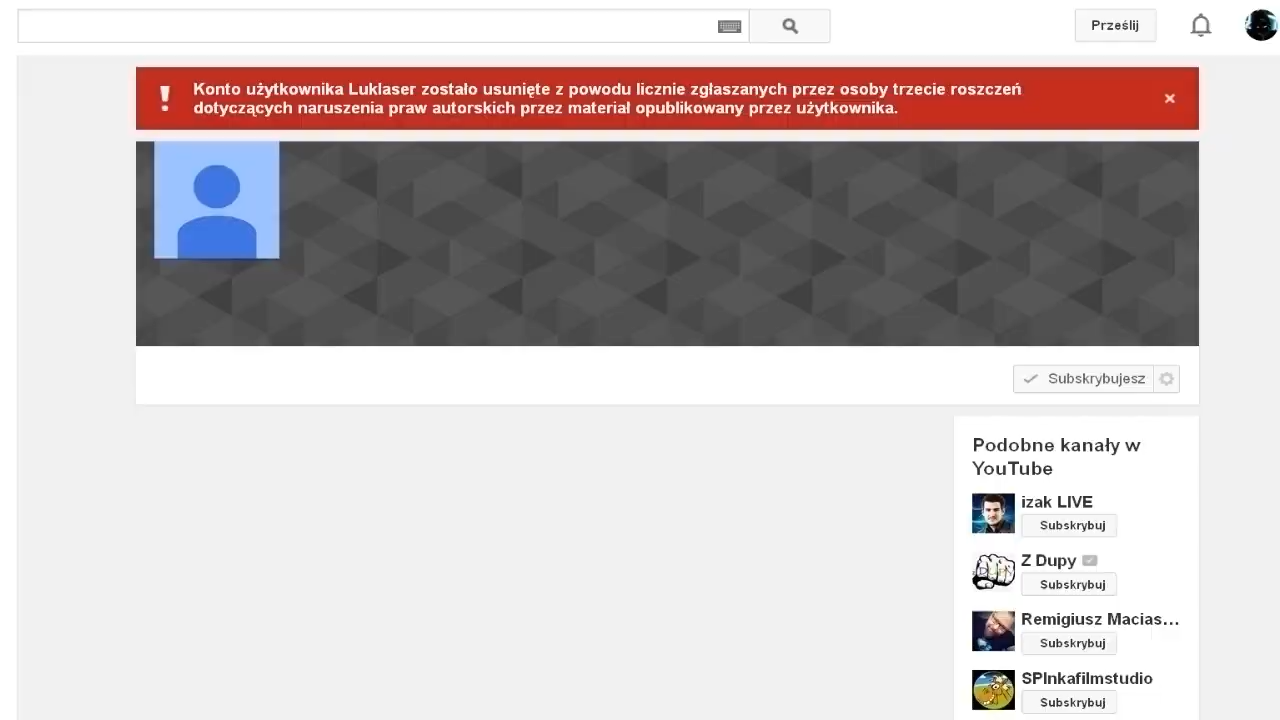 Prześlij
Konto użytkownika Luklaser zostało usunięte z powodu licznie zgłaszanych przez osoby trzecie roszczeń
dotyczących naruszenia praw autorskich przez materiał opublikowany przez użytkownika.
Subskrybujesz
Podobne kanały w
YouTube
izak LIVE
Subskrybuj
Z Dupy
Subskrybuj
Remigiusz Macias...
Subskrybuj
SPInkafilmstudio
Subskrybuj